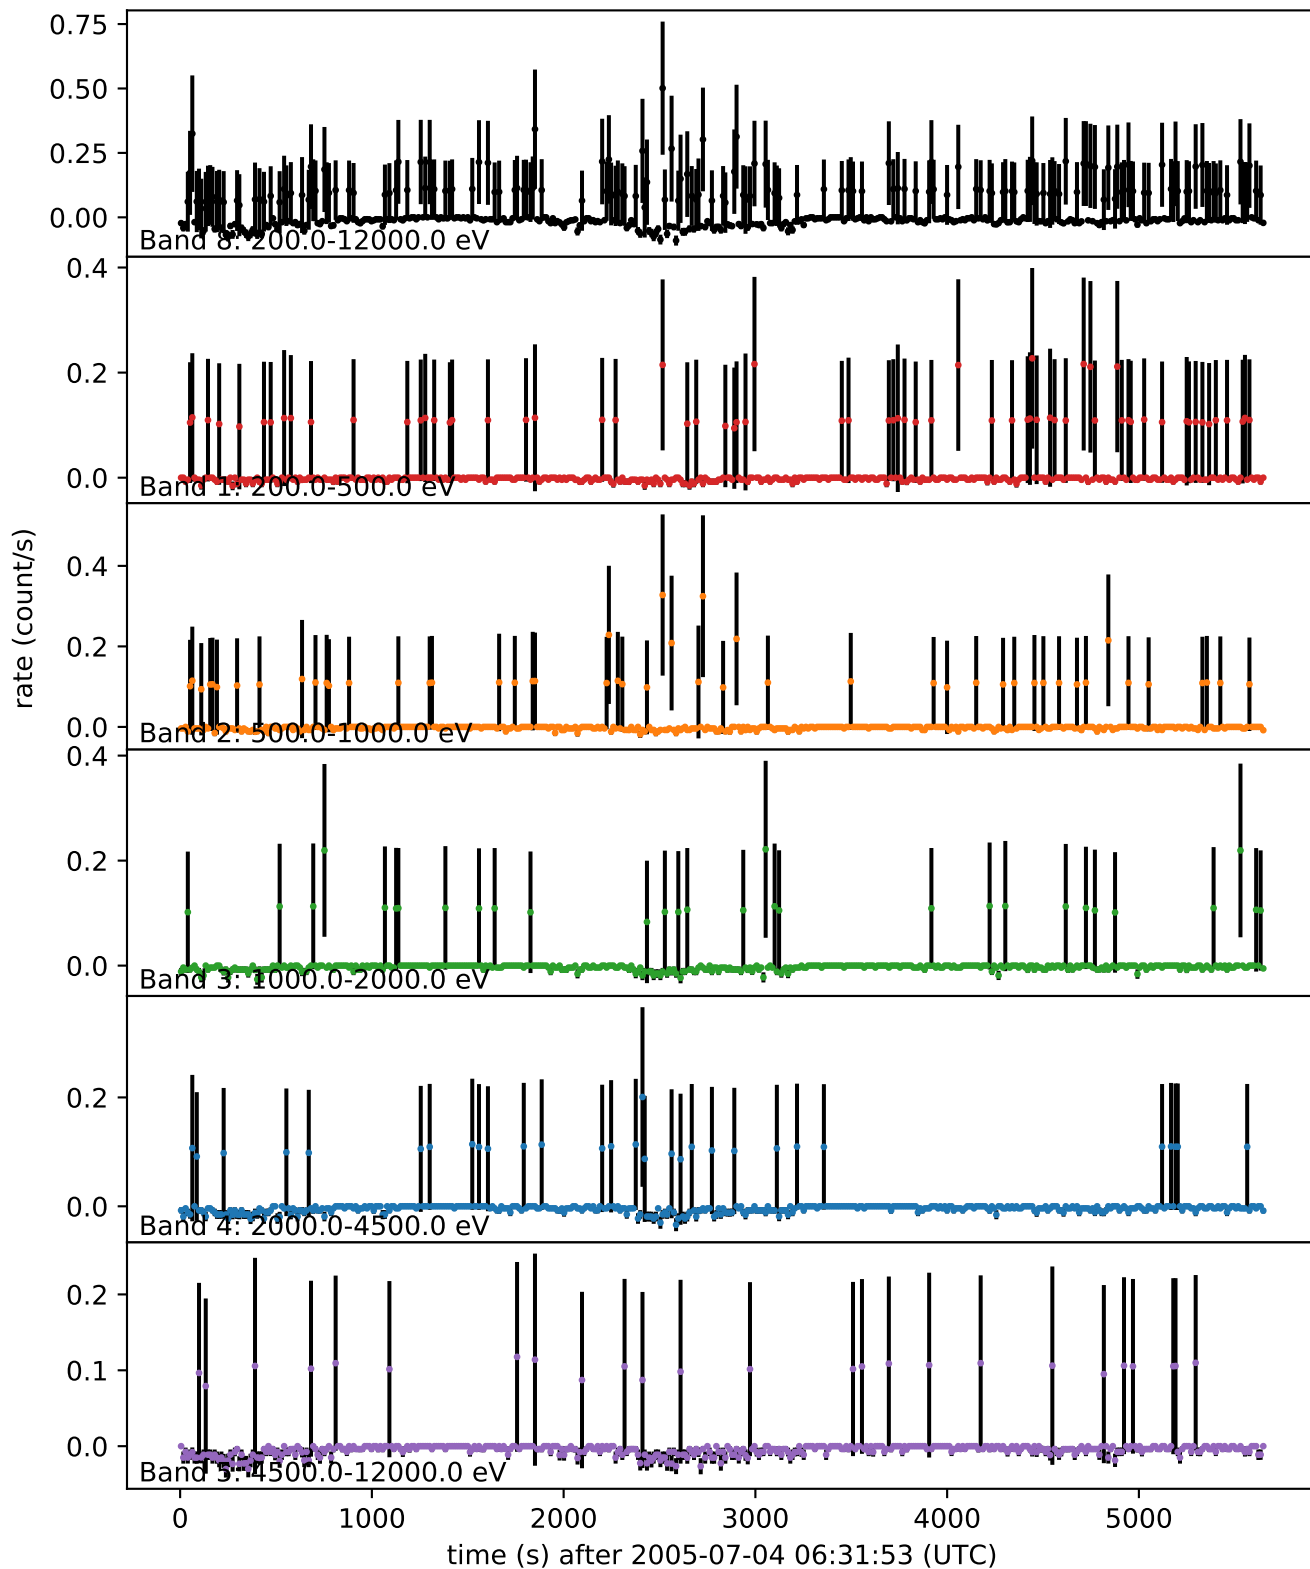 0.75
0.50
0.25
0.00
Band 8: 200.0-12000.0 eV
0.4
0.2
0.0
Band 1: 200.0-500.0 eV
0.4
0.2
0.0
Band 2: 500.0-1000.0 eV
0.4
0.2
0.0
Band 3: 1000.0-2000.0 eV
0.2
0.0
Band 4: 2000.0-4500.0 eV
0.2
0.1
0.0
Band 5: 4500.0-12000.0 eV
rate (count/s)
0 1000 2000 3000 4000 5000
time (s) after 2005-07-04 06:31:53 (UTC)